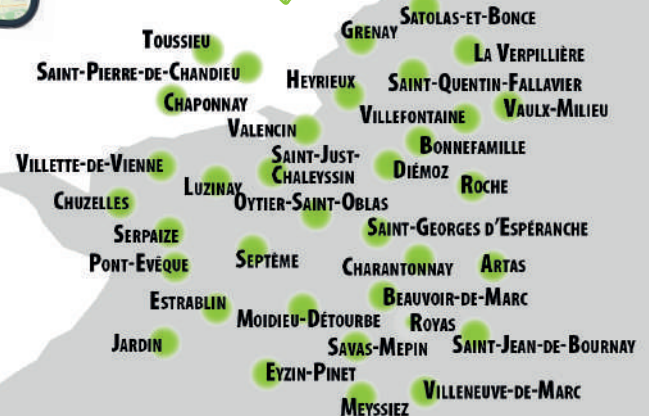 Satolas-et-Bonce
Grenay
Toussieu
La Verpillière
Saint-Pierre-de-Chandieu
Heyrieux
Saint-Quentin-Fallavier
Chaponnay
Villefontaine
Vaulx-Milieu
Valencin
Bonnefamille
Saint-Just-
Chaleyssin
Villette-de-Vienne
Diémoz
Luzinay
Roche
Chuzelles
Oytier-Saint-Oblas
Serpaize
Saint-Georges d'Espéranche
Pont-Evêque
Septème
Charantonnay
Artas
Estrablin
Beauvoir-de-Marc
Moidieu-Détourbe
Royas
Jardin
Savas-Mepin
Saint-Jean-de-Bournay
Eyzin-Pinet
Villeneuve-de-Marc
Meyssiez